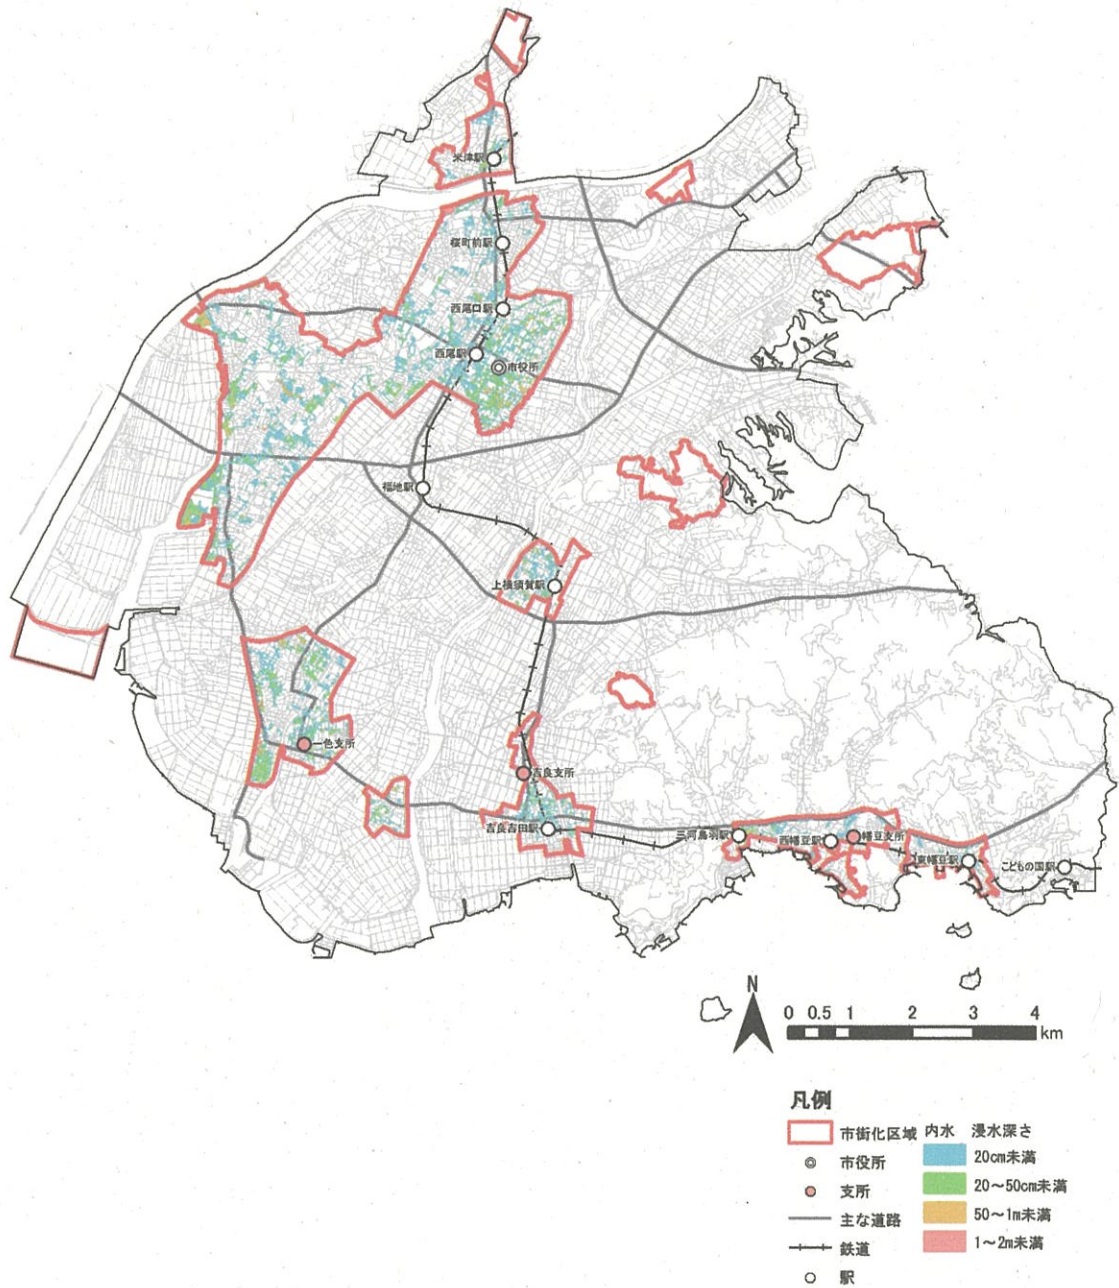 米津駅
桜町前駅
西尾口駅
西尾駅
市役所
福地駅
上横須賀駅
一色支所
吉良支所
吉良吉田駅
三河鳥羽駅
西幡豆駅
幡豆支所
東幡豆駅
こどもの国駅
N
0 0.5 1 2 3 4
km
凡例
市街化区域 内水 浸水深さ
市役所 20cm未満
支所 20〜50cm未満
主な道路 50〜1m未満
鉄道 1〜2m未満
駅